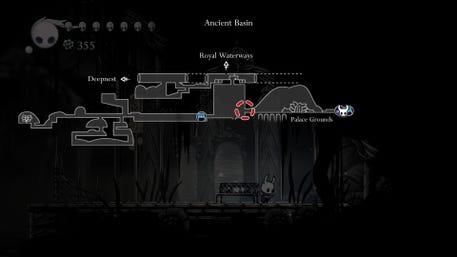 Ancient Basin
355
Royal Waterways
Deepnest
Palace Grounds